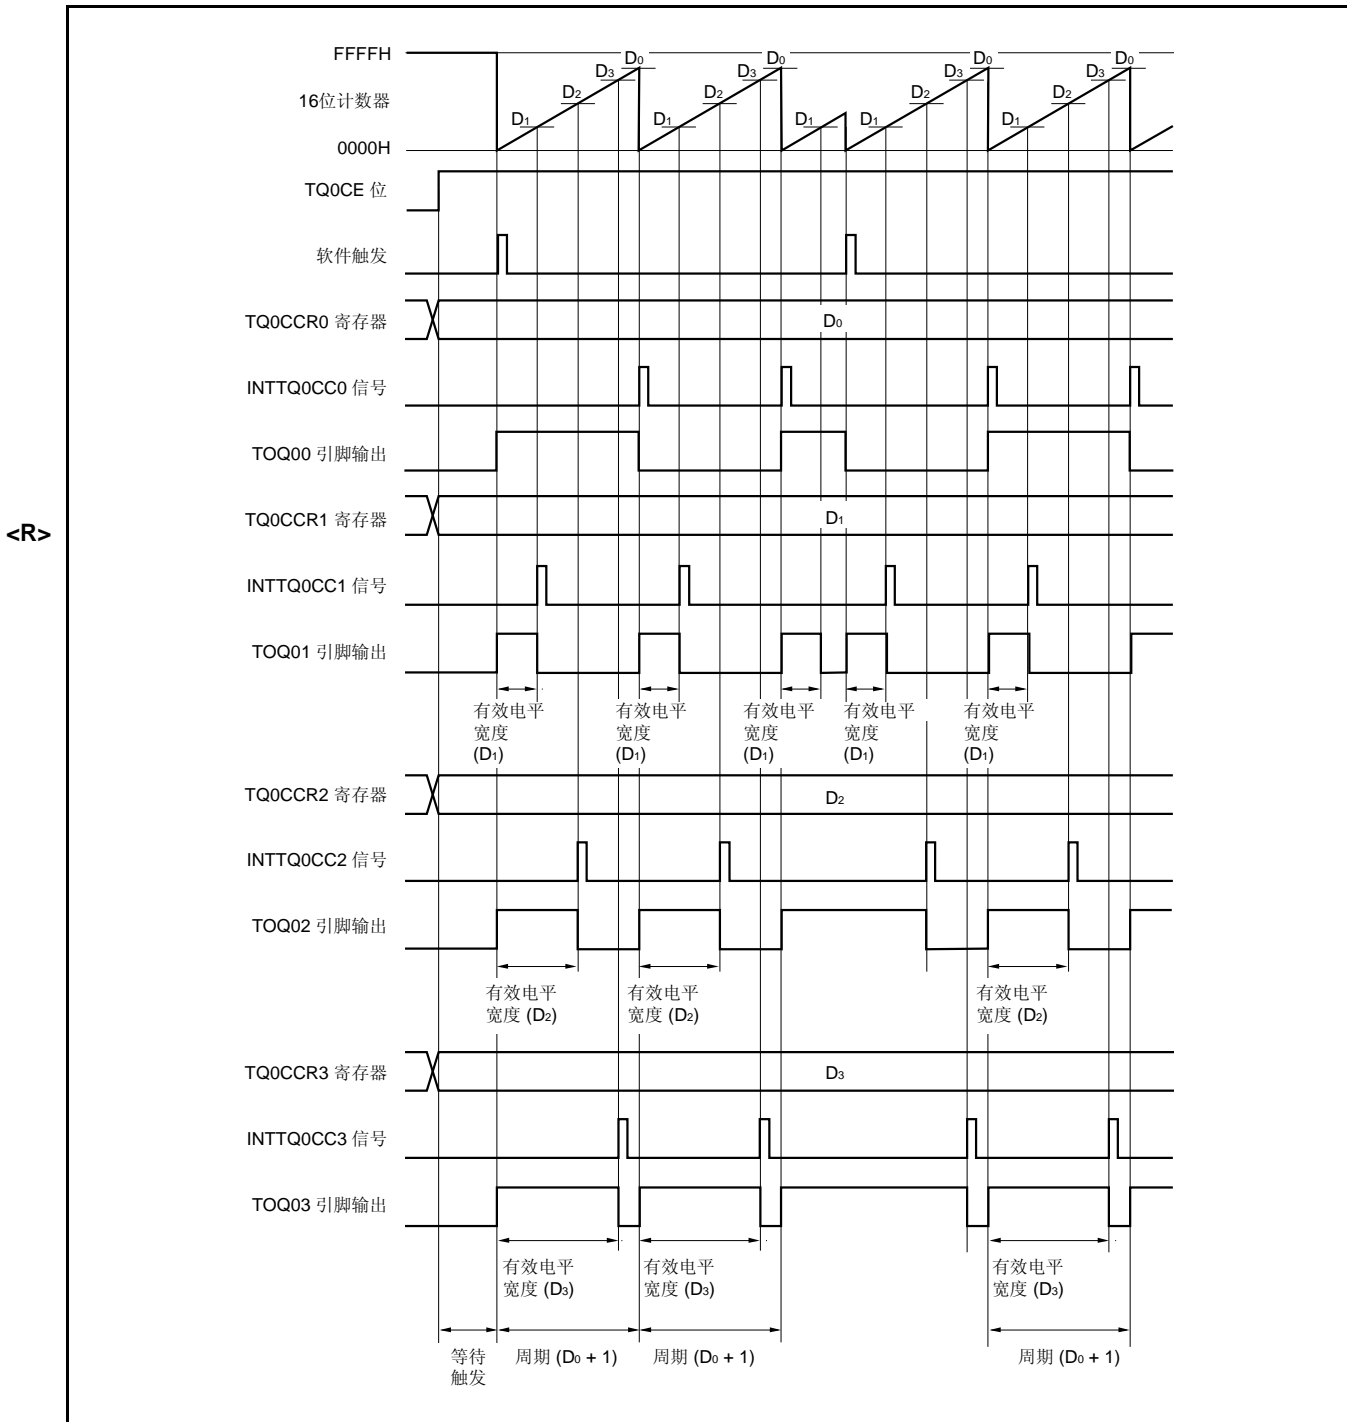 FFFFH
16位计数器
0000H
D1 D2 D3 D0 D1 D2 D3 D0 D1 D1 D2 D3 D0 D1 D2 D3 D0
TQ0CE 位
软件触发
TQ0CCR0 寄存器
D0
INTTQ0CC0 信号
TOQ00 引脚输出
<R>
TQ0CCR1 寄存器
D1
INTTQ0CC1 信号
TOQ01 引脚输出
有效电平
宽度
(D1)
有效电平
宽度
(D1)
有效电平
宽度
(D1)
有效电平
宽度
(D1)
有效电平
宽度
(D1)
TQ0CCR2 寄存器
D2
INTTQ0CC2 信号
TOQ02 引脚输出
有效电平
宽度 (D2)
有效电平
宽度 (D2)
有效电平
宽度 (D2)
TQ0CCR3 寄存器
D3
INTTQ0CC3 信号
TOQ03 引脚输出
有效电平
宽度 (D3)
有效电平
宽度 (D3)
有效电平
宽度 (D3)
等待
触发
周期 (D0 + 1)
周期 (D0 + 1)
周期 (D0 + 1)